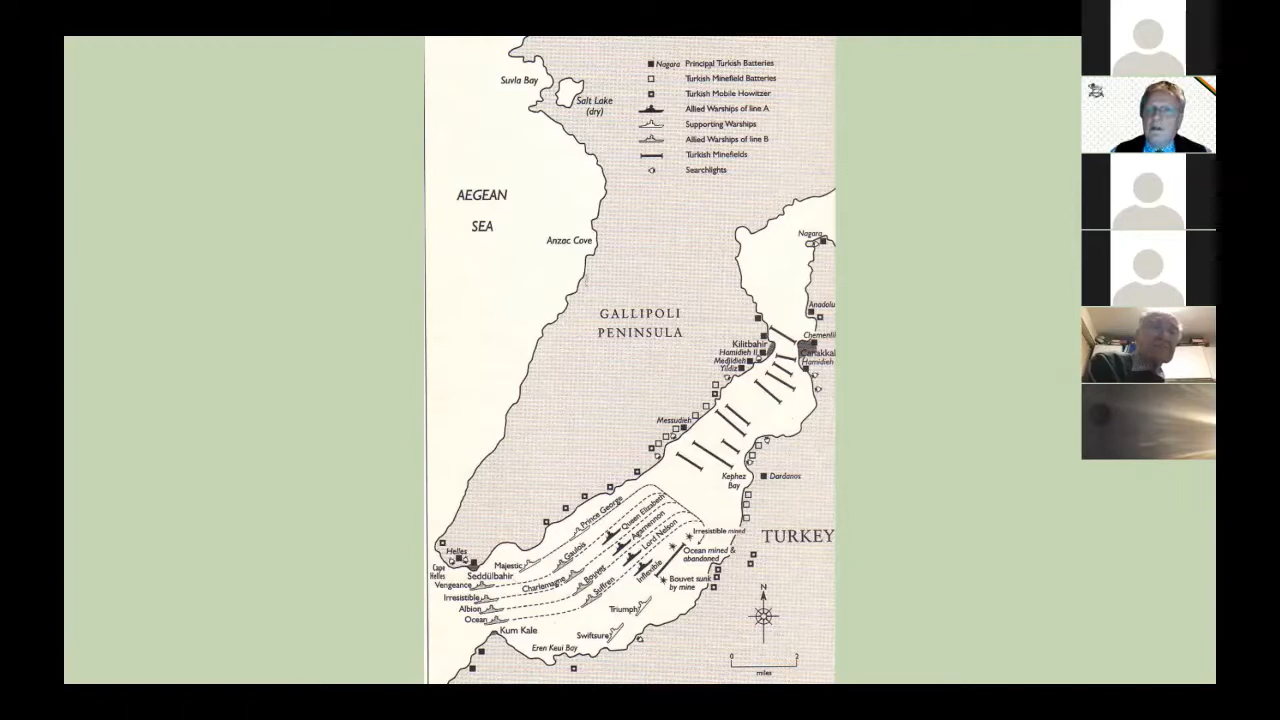 Suvla Bay
Salt Lake
(dry)
Nagara Principal Turkish Batteries
Turkish Minefield Batteries
Turkish Mobile Howitzer
Allied Warships of line A
Supporting Warships
Allied Warships of line B
Turkish Minefields
Searchlights
AEGEAN
SEA
Anzac Cove
Nagara
GALLIPOLI
PENINSULA
Anadolu
Chemenlik
Kilitbahir
Hamidieh II
Medjidieh
Yildiz
Canakkal
Hamidieh
Messudieh
Kephez
Bay
Dardanos
TURKEY
Prince George
Queen Elizabeth
Agamemnon
Lord Nelson
Inflexible
Irresistible mined
Ocean mined &
abandoned
Bouvet sunk
by mine
Gaulois
Majestic
Charlemagne
Bouvet
Suffren
Helles
Cape
Helles
Seddülbahir
Vengeance
Irresistible
Albion
Ocean
Triumph
Swiftsure
Kum Kale
Eren Keui Bay
N
0 2
miles